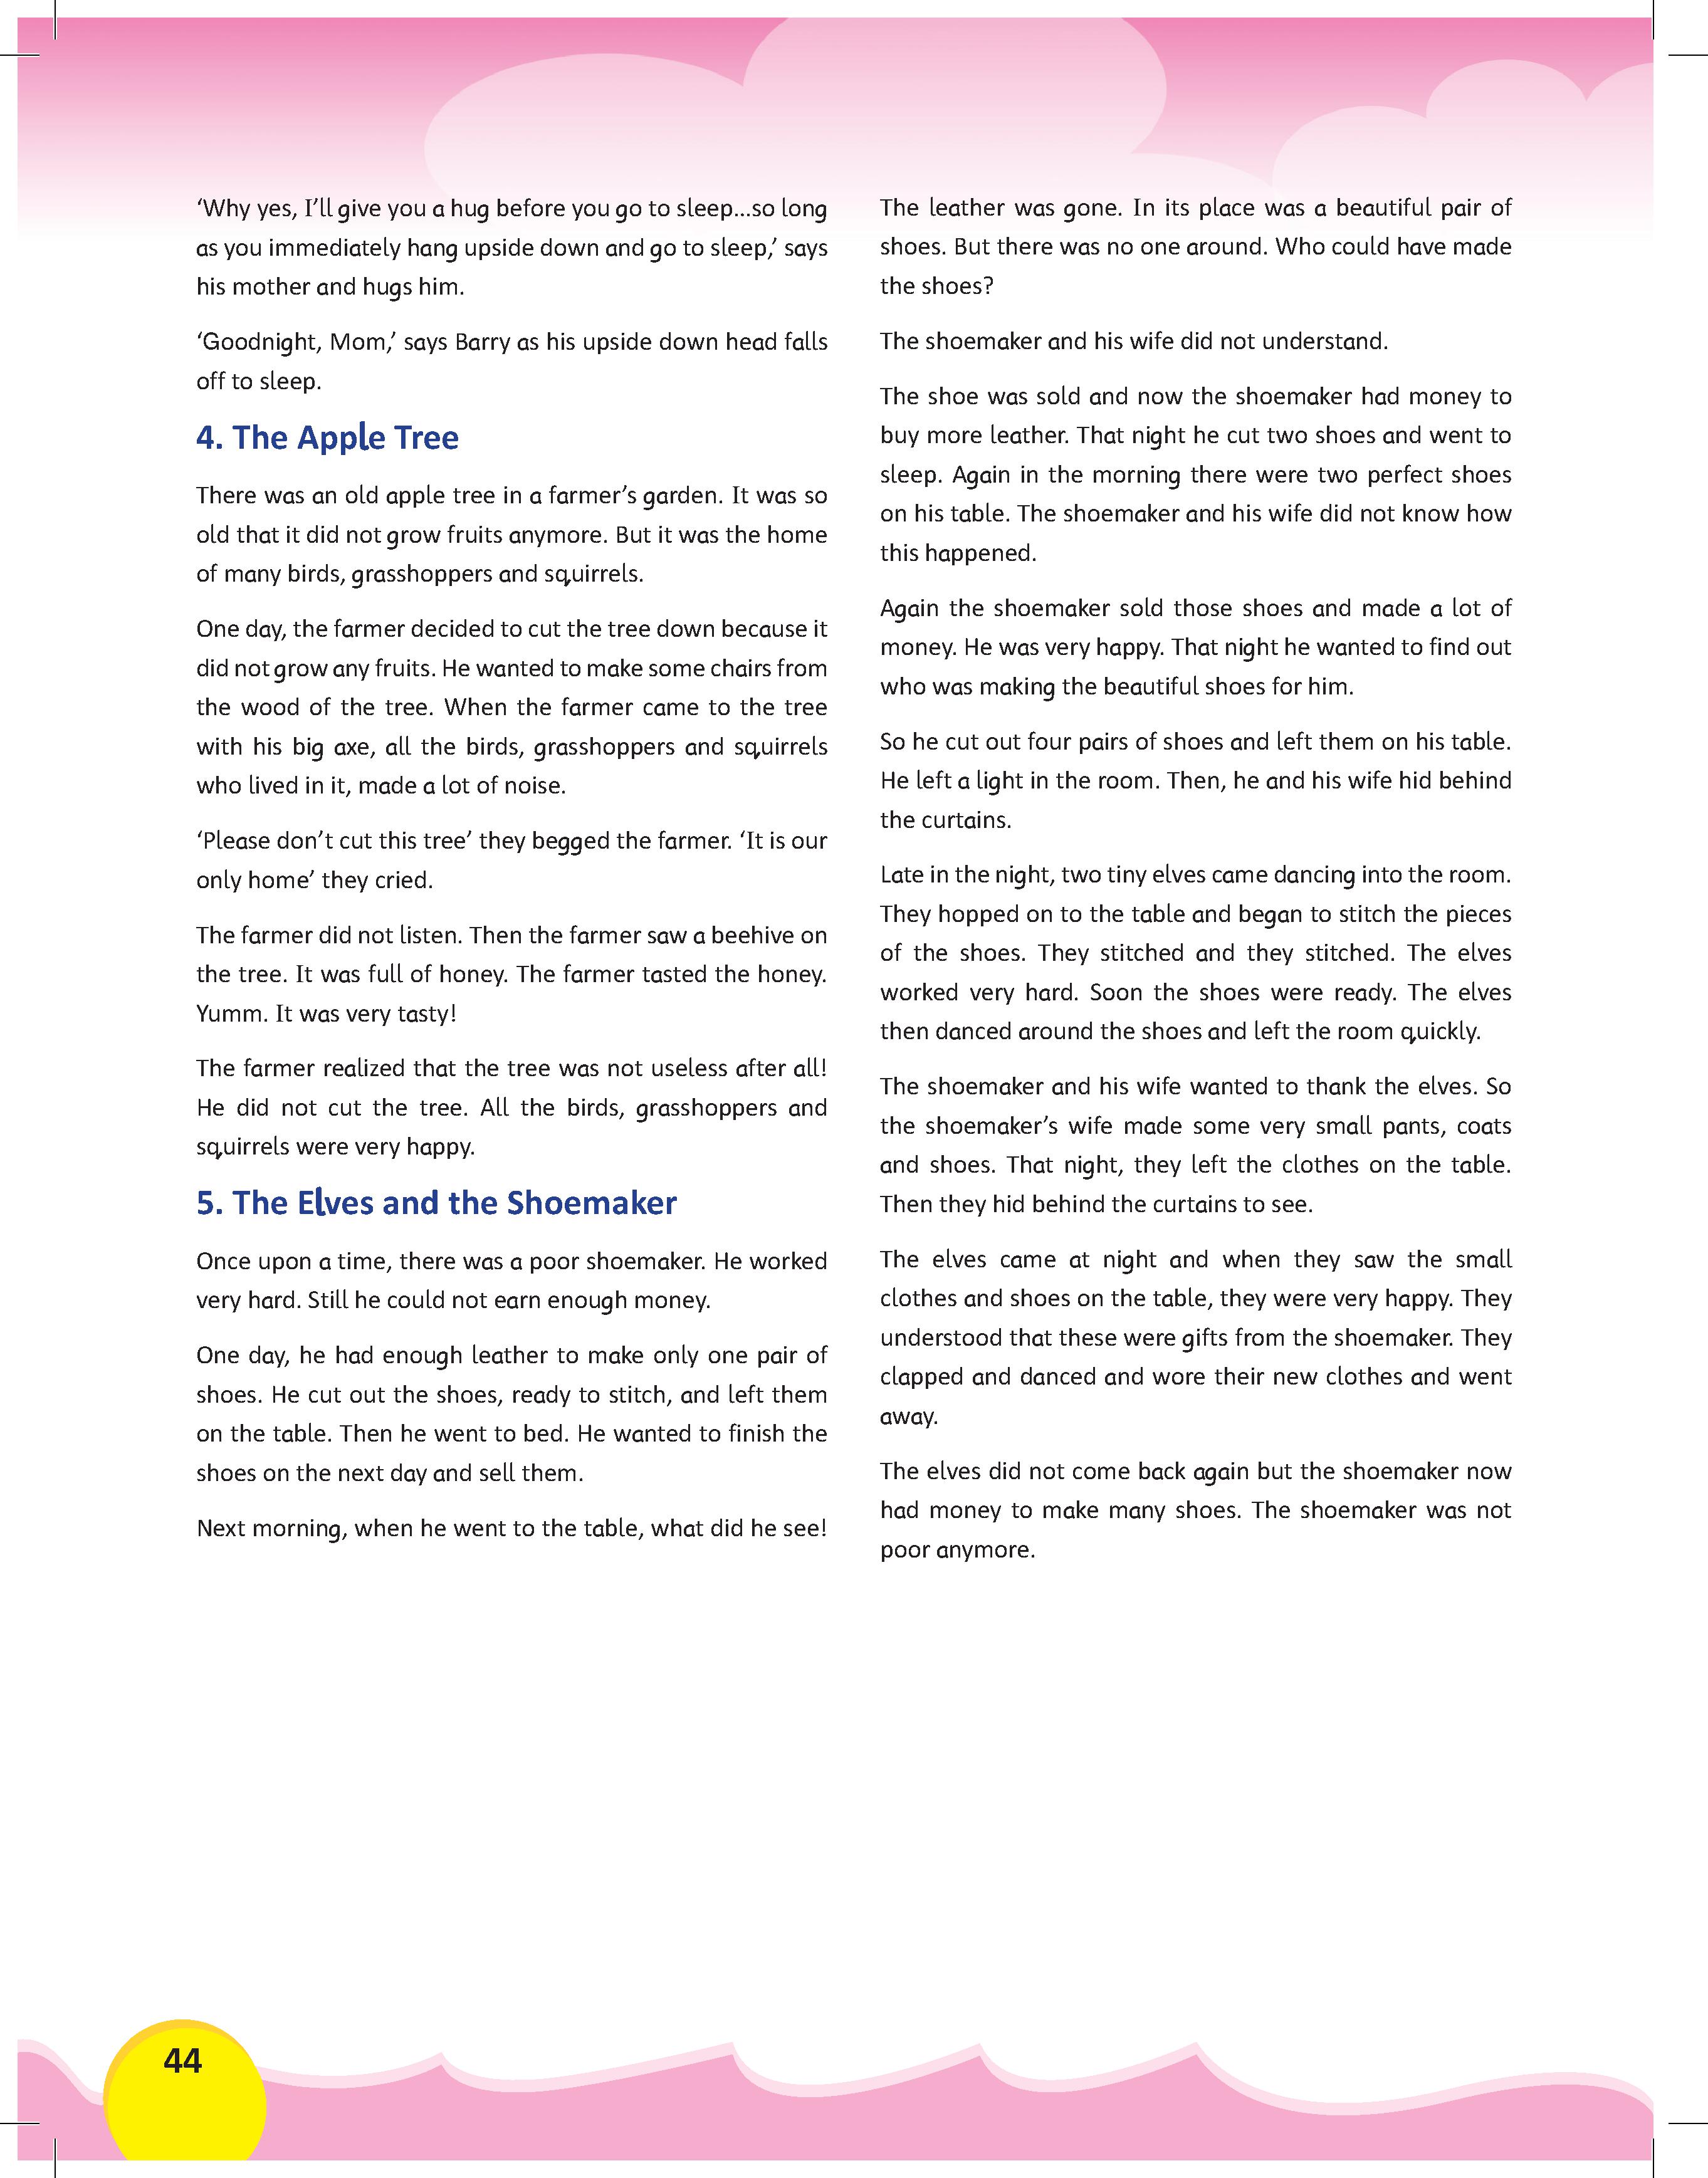 ‘Why yes, I’ll give you a hug before you go to sleep...so long
as you immediately hang upside down and go to sleep,’ says
his mother and hugs him.
‘Goodnight, Mom,’ says Barry as his upside down head falls
off to sleep.
4. The Apple Tree
There was an old apple tree in a farmer’s garden. It was so
old that it did not grow fruits anymore. But it was the home
of many birds, grasshoppers and squirrels.
One day, the farmer decided to cut the tree down because it
did not grow any fruits. He wanted to make some chairs from
the wood of the tree. When the farmer came to the tree
with his big axe, all the birds, grasshoppers and squirrels
who lived in it, made a lot of noise.
‘Please don’t cut this tree’ they begged the farmer. ‘It is our
only home’ they cried.
The farmer did not listen. Then the farmer saw a beehive on
the tree. It was full of honey. The farmer tasted the honey.
Yumm. It was very tasty!
The farmer realized that the tree was not useless after all!
He did not cut the tree. All the birds, grasshoppers and
squirrels were very happy.
5. The Elves and the Shoemaker
Once upon a time, there was a poor shoemaker. He worked
very hard. Still he could not earn enough money.
One day, he had enough leather to make only one pair of
shoes. He cut out the shoes, ready to stitch, and left them
on the table. Then he went to bed. He wanted to finish the
shoes on the next day and sell them.
Next morning, when he went to the table, what did he see!
The leather was gone. In its place was a beautiful pair of
shoes. But there was no one around. Who could have made
the shoes?
The shoemaker and his wife did not understand.
The shoe was sold and now the shoemaker had money to
buy more leather. That night he cut two shoes and went to
sleep. Again in the morning there were two perfect shoes
on his table. The shoemaker and his wife did not know how
this happened.
Again the shoemaker sold those shoes and made a lot of
money. He was very happy. That night he wanted to find out
who was making the beautiful shoes for him.
So he cut out four pairs of shoes and left them on his table.
He left a light in the room. Then, he and his wife hid behind
the curtains.
Late in the night, two tiny elves came dancing into the room.
They hopped on to the table and began to stitch the pieces
of the shoes. They stitched and they stitched. The elves
worked very hard. Soon the shoes were ready. The elves
then danced around the shoes and left the room quickly.
The shoemaker and his wife wanted to thank the elves. So
the shoemaker’s wife made some very small pants, coats
and shoes. That night, they left the clothes on the table.
Then they hid behind the curtains to see.
The elves came at night and when they saw the small
clothes and shoes on the table, they were very happy. They
understood that these were gifts from the shoemaker. They
clapped and danced and wore their new clothes and went
away.
The elves did not come back again but the shoemaker now
had money to make many shoes. The shoemaker was not
poor anymore.
44